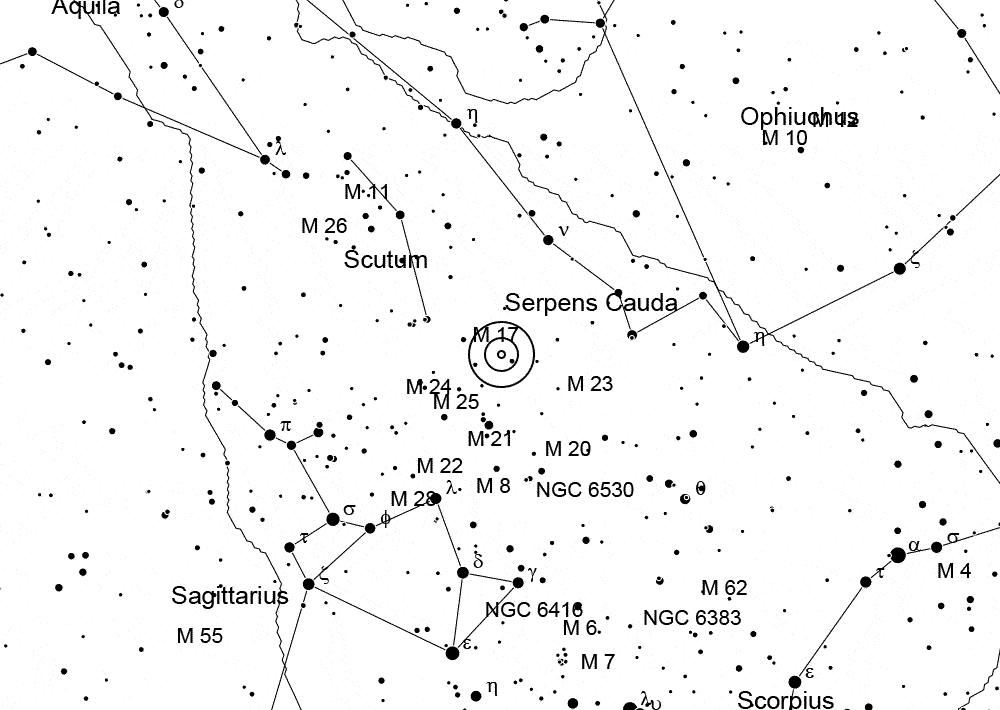 Aquila
δ
η
Ophiuchus
M 12
M 10
λ
M 11
M 26
ν
Scutum
ζ
Serpens Cauda
M 17
η
M 24
M 23
M 25
π
M 21
M 20
M 22
M 8
NGC 6530
θ
λ
M 28
σ
φ
σ
α
τ
δ
γ
τ
M 4
ζ
Sagittarius
M 62
NGC 6416
NGC 6383
M 6
M 55
ε
M 7
ε
η
λ
υ
Scorpius